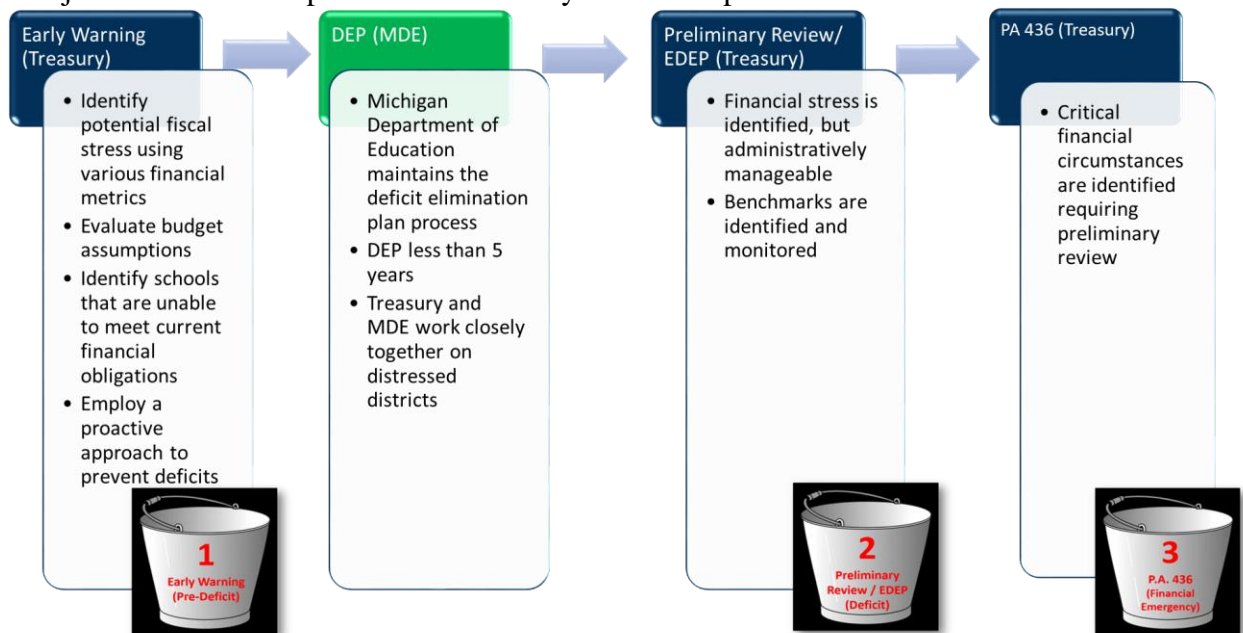 Early Warning
(Treasury)
• Identify
potential fiscal
stress using
various financial
metrics
• Evaluate budget
assumptions
• Identify schools
that are unable
to meet current
financial
obligations
• Employ a
proactive
approach to
prevent deficits
1
Early Warning
(Pre-Deficit)
DEP (MDE)
• Michigan
Department of
Education
maintains the
deficit elimination
plan process
• DEP less than 5
years
• Treasury and
MDE work closely
together on
distressed
districts
Preliminary Review/
EDEP (Treasury)
• Financial stress is
identified, but
administratively
manageable
• Benchmarks are
identified and
monitored
2
Preliminary
Review / EDEP
(Deficit)
PA 436 (Treasury)
• Critical
financial
circumstances
are identified
requiring
preliminary
review
3
P.A. 436
(Financial
Emergency)